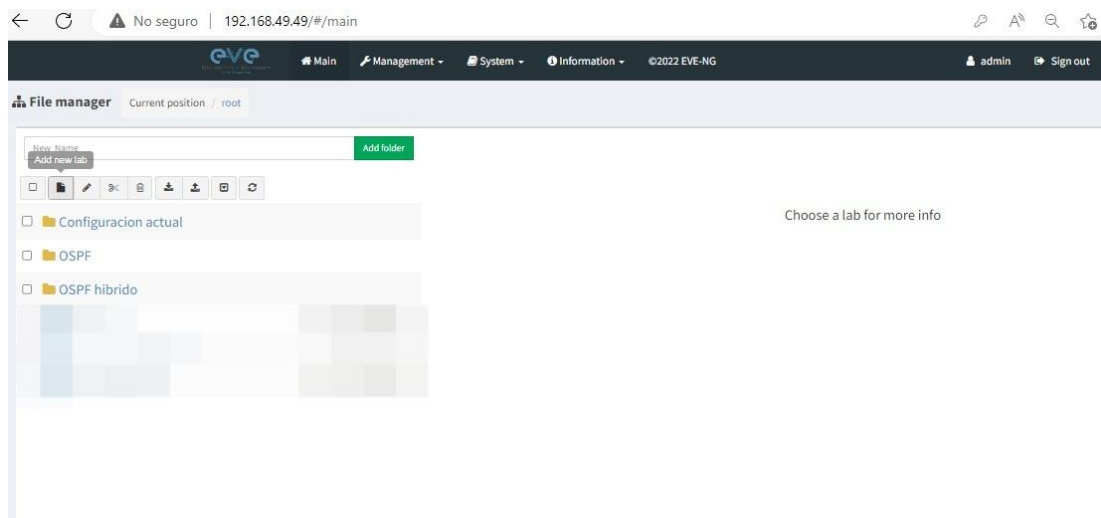 No seguro | 192.168.49.49/#/main
eve Main Management System Information ©2022 EVE-NG admin Sign out
File manager Current position / root
New Name Add folder
Add new lab
Configuracion actual
Choose a lab for more info
OSPF
OSPF hibrido